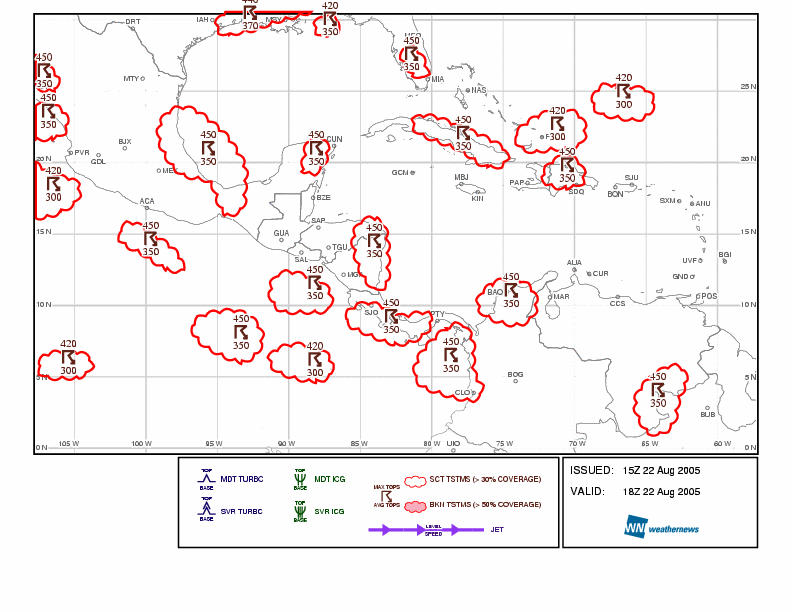 440
370
420
350
DRT
IAH
MSY
MCO
450
350
MIA
420
300
25 N
450
350
MTY
450
350
NAS
450
350
BJX
PVR
GDL
20 N
450
350
450
350
CUN
450
350
420
300
20 N
450
350
GCM
MBJ
KIN
PAP
SDQ
BON
SJU
SXM
ANU
420
300
ACA
BZE
450
350
GUA
SAP
SAL
TGU
450
350
15 N
AUA
CUR
UVF
GND
BGI
450
350
MGA
BAQ
450
350
MAR
CCS
POS
10 N
SJO
450
350
PTY
450
350
420
300
420
300
450
350
CLO
BOG
450
350
BUB
5 N
0 N
105 W
100 W
95 W
90 W
85 W
80 W
UIO
75 W
70 W
65 W
60 W
0 N
TOP
BASE
MDT TURBC
TOP
BASE
MDT ICG
MAX TOPS
AVG TOPS
SCT TSTMS (> 30% COVERAGE)
TOP
BASE
SVR TURBC
TOP
BASE
SVR ICG
BKN TSTMS (> 50% COVERAGE)
LEVEL
SPEED
JET
ISSUED: 15Z 22 Aug 2005
VALID: 18Z 22 Aug 2005
WN weathernews